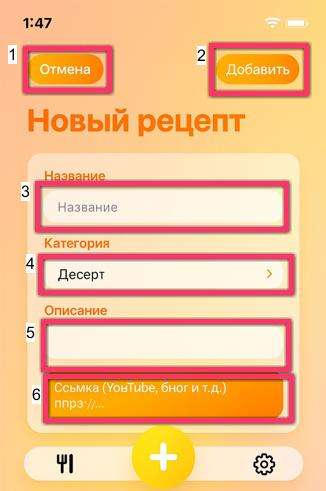 1:47
1
Отмена
2
Добавить
Новый рецепт
Название
3
Название
Категория
4
Десерт
Описание
5
6
Ссьмка (YouTube, бног и т.д.)
ппрз://...